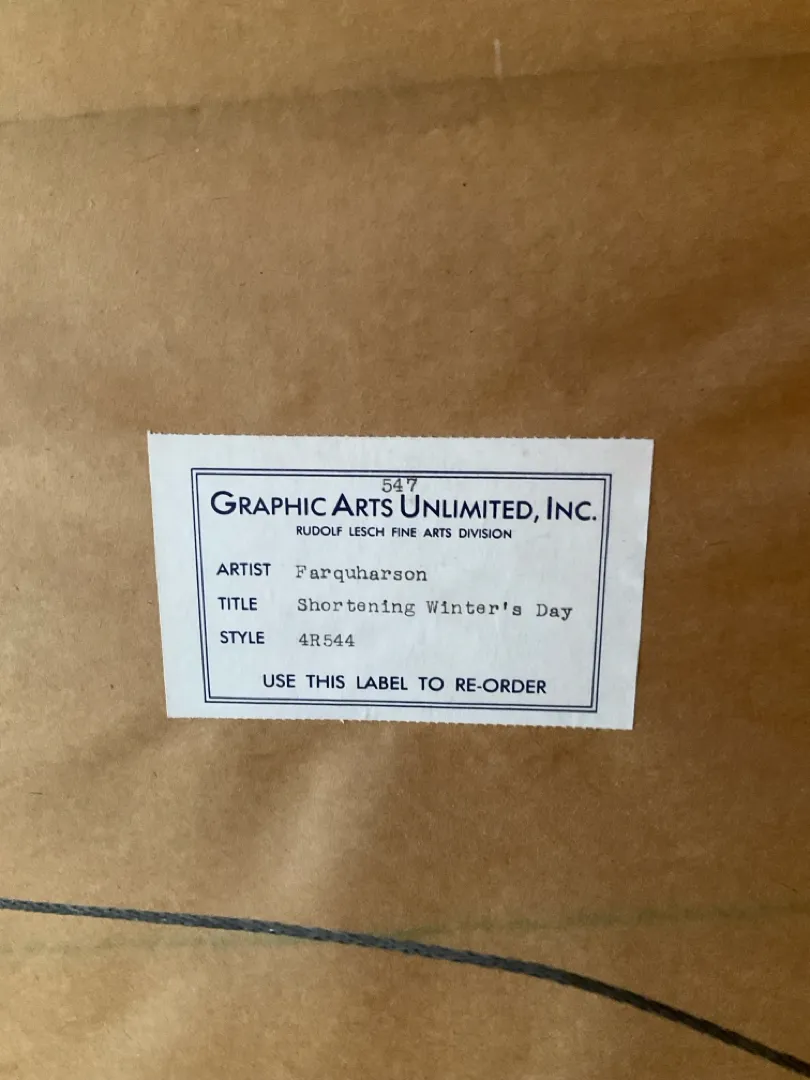 547
GRAPHIC ARTS UNLIMITED, INC.
RUDOLF LESCH FINE ARTS DIVISION
ARTIST Farquharson
TITLE Shortening Winter's Day
STYLE 4R544
USE THIS LABEL TO RE-ORDER